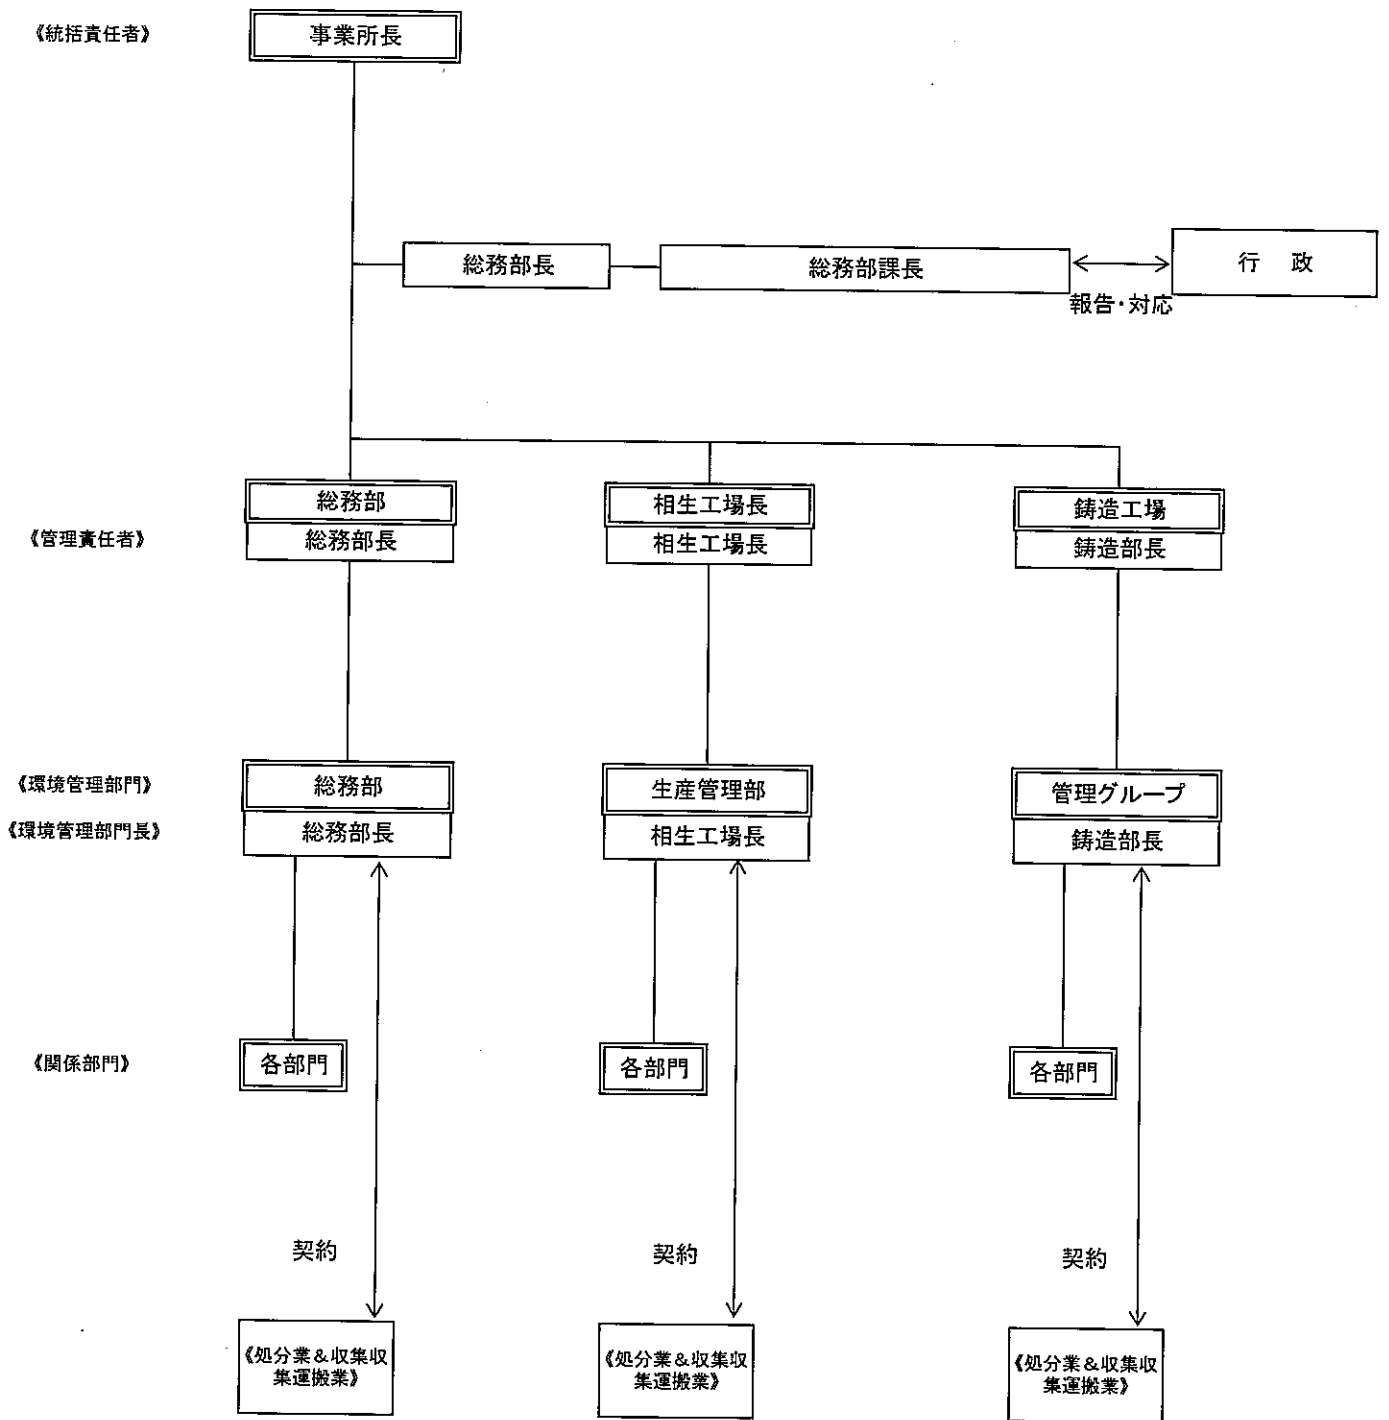 《統括責任者》
事業所長
総務部長
総務部課長
行　政
報告・対応
総務部
相生工場長
鋳造工場
《管理責任者》
総務部長
相生工場長
鋳造部長
《環境管理部門》
総務部
生産管理部
管理グループ
《環境管理部門長》
総務部長
相生工場長
鋳造部長
《関係部門》
各部門
各部門
各部門
契約
契約
契約
《処分業＆収集収
集運搬業》
《処分業＆収集収
集運搬業》
《処分業＆収集収
集運搬業》